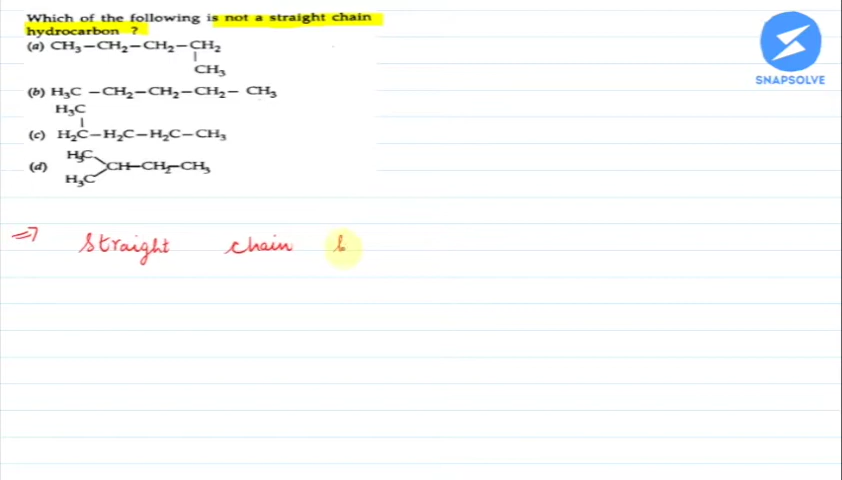 Which of the following is not a straight chain
hydrocarbon ?
(a) CH₃−CH₂−CH₂−CH₂
|
CH₃
(b) H₃C −CH₂−CH₂−CH₂− CH₃
H₃C
|
(c) H₂C−H₂C−H₂C−CH₃
H₃C
(d) CH−CH₂−CH₃
H₃C
SNAPSOLVE
⇒ Straight chain h